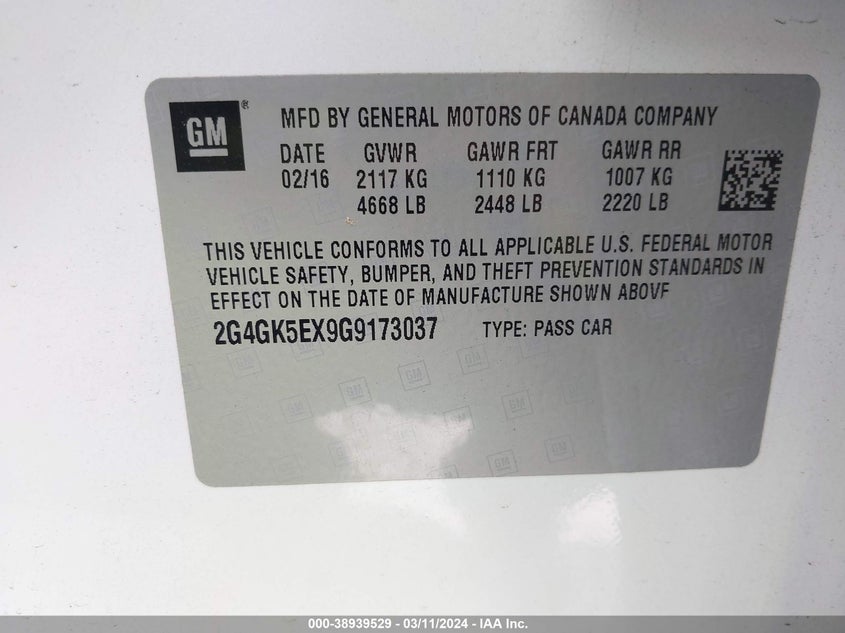 GM®
MFD BY GENERAL MOTORS OF CANADA COMPANY
DATE GVWR GAWR FRT GAWR RR
02/16 2117 KG 1110 KG 1007 KG
4668 LB 2448 LB 2220 LB
THIS VEHICLE CONFORMS TO ALL APPLICABLE U.S. FEDERAL MOTOR
VEHICLE SAFETY, BUMPER, AND THEFT PREVENTION STANDARDS IN
EFFECT ON THE DATE OF MANUFACTURE SHOWN ABOVF
2G4GK5EX9G9173037 TYPE: PASS CAR
000-38939529 - 03/11/2024 - IAA Inc.